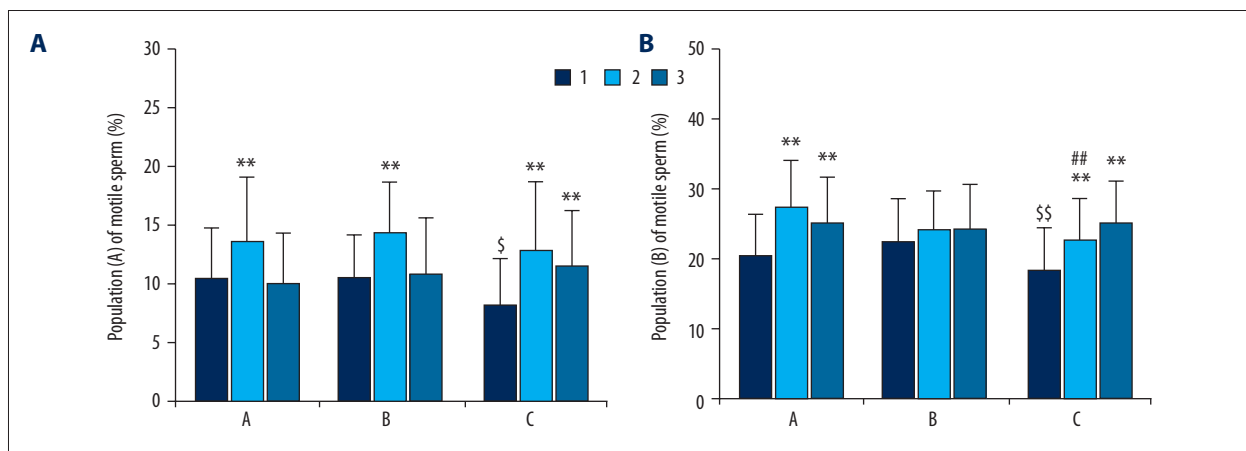 A
Population (A) of motile sperm (%)
30
25
20
15
10
5
0
**
**
$
**
**
A
B
C
1 2 3
B
Population (B) of motile sperm (%)
50
40
30
20
10
0
**
**
$$
##
**
**
A
B
C